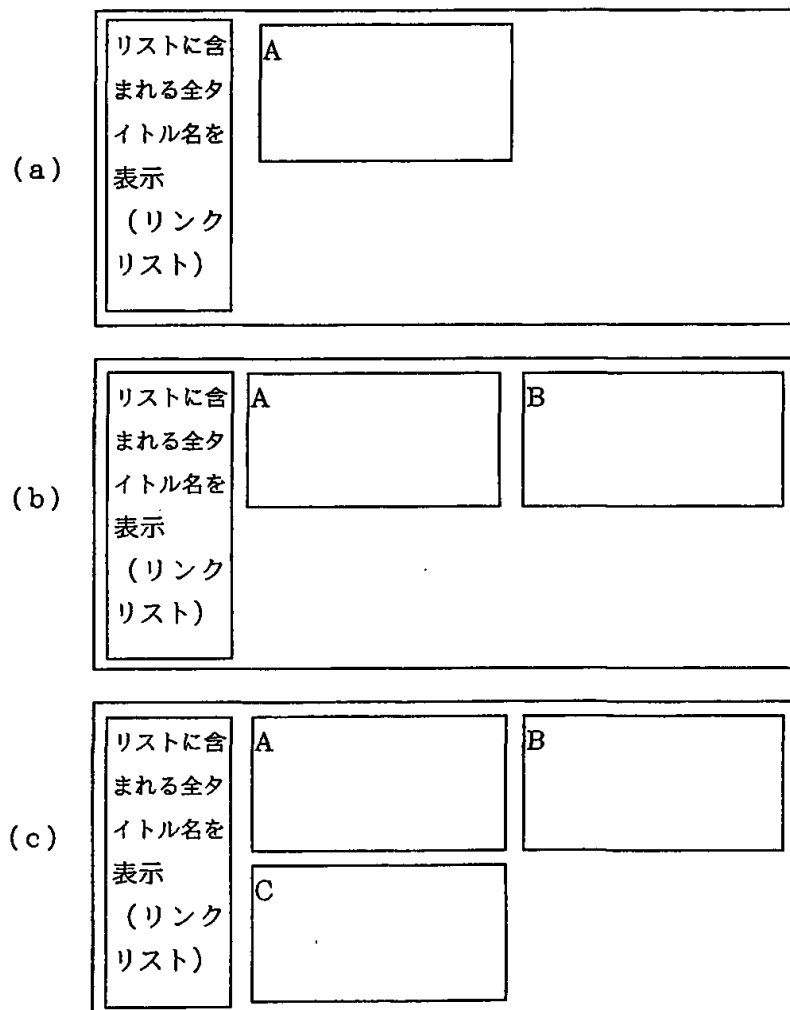 (a)
リストに含
まれる全タ
イトル名を
表示
(リンク
リスト)
A
(b)
リストに含
まれる全タ
イトル名を
表示
(リンク
リスト)
A
B
(c)
リストに含
まれる全タ
イトル名を
表示
(リンク
リスト)
A
B
C